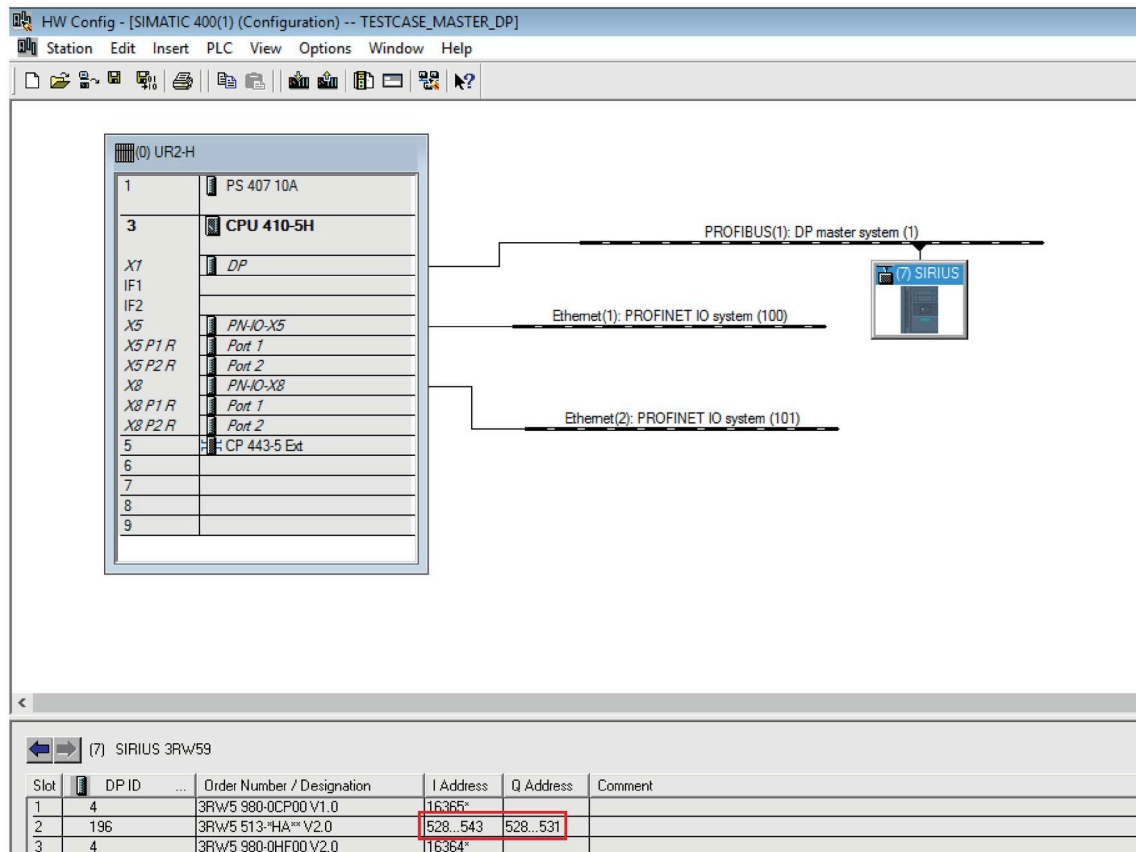 HW Config - [SIMATIC 400(1) (Configuration) -- TESTCASE_MASTER_DP]
Station Edit Insert PLC View Options Window Help
(0) UR2-H
1 PS 407 10A
3 CPU 410-5H
X1 DP
IF1
IF2
X5 PN-IO-X5
X5 P1 R Port 1
X5 P2 R Port 2
X8 PN-IO-X8
X8 P1 R Port 1
X8 P2 R Port 2
5 CP 443-5 Ext
6
7
8
9
PROFIBUS(1): DP master system (1)
(7) SIRIUS
Ethernet(1): PROFINET IO system (100)
Ethernet(2): PROFINET IO system (101)
(7) SIRIUS 3RW59
Slot DP ID ... Order Number / Designation I Address Q Address Comment
1 4 3RW5 980-0CP00 V1.0 16365*
2 196 3RW5 513-*HA** V2.0 528...543 528...531
3 4 3RW5 980-0HF00 V2.0 16364*